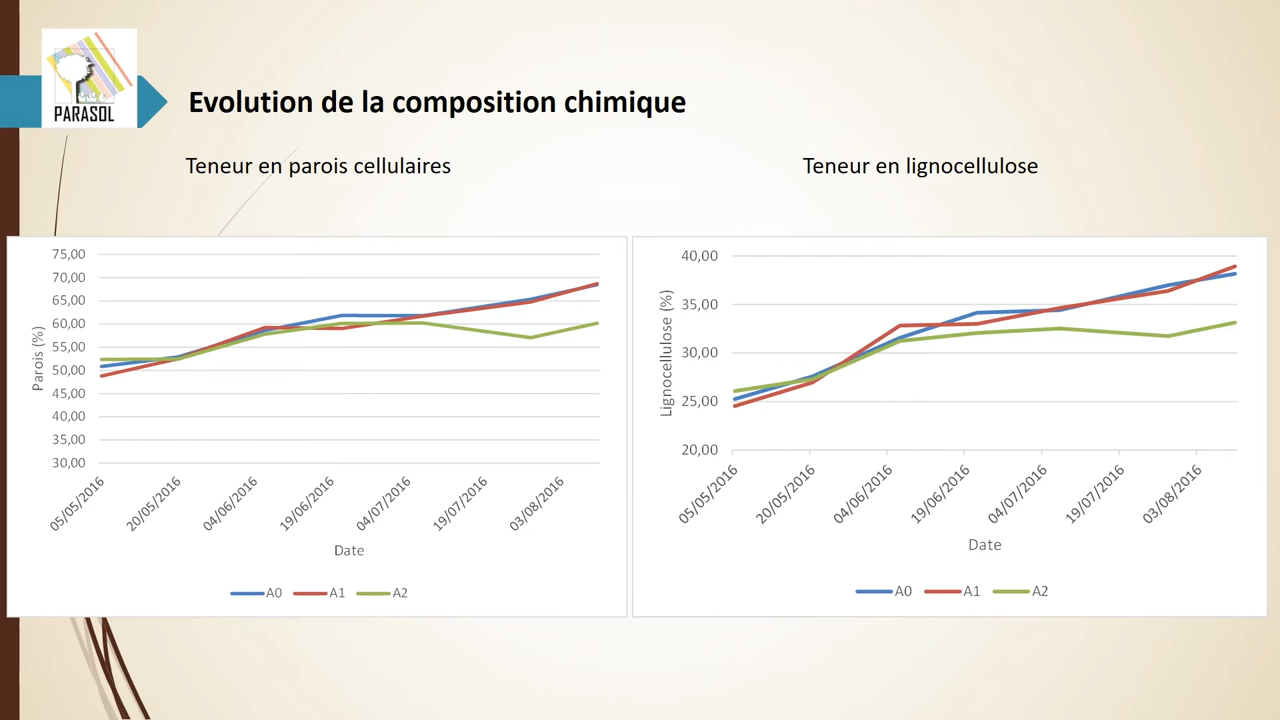 PARASOL
Evolution de la composition chimique
Teneur en parois cellulaires
Teneur en lignocellulose
75,00
70,00
65,00
60,00
55,00
50,00
45,00
40,00
35,00
30,00
Parois (%)
05/05/2016
20/05/2016
04/06/2016
19/06/2016
04/07/2016
19/07/2016
03/08/2016
Date
A0 A1 A2
40,00
35,00
30,00
25,00
20,00
Lignocellulose (%)
05/05/2016
20/05/2016
04/06/2016
19/06/2016
04/07/2016
19/07/2016
03/08/2016
Date
A0 A1 A2